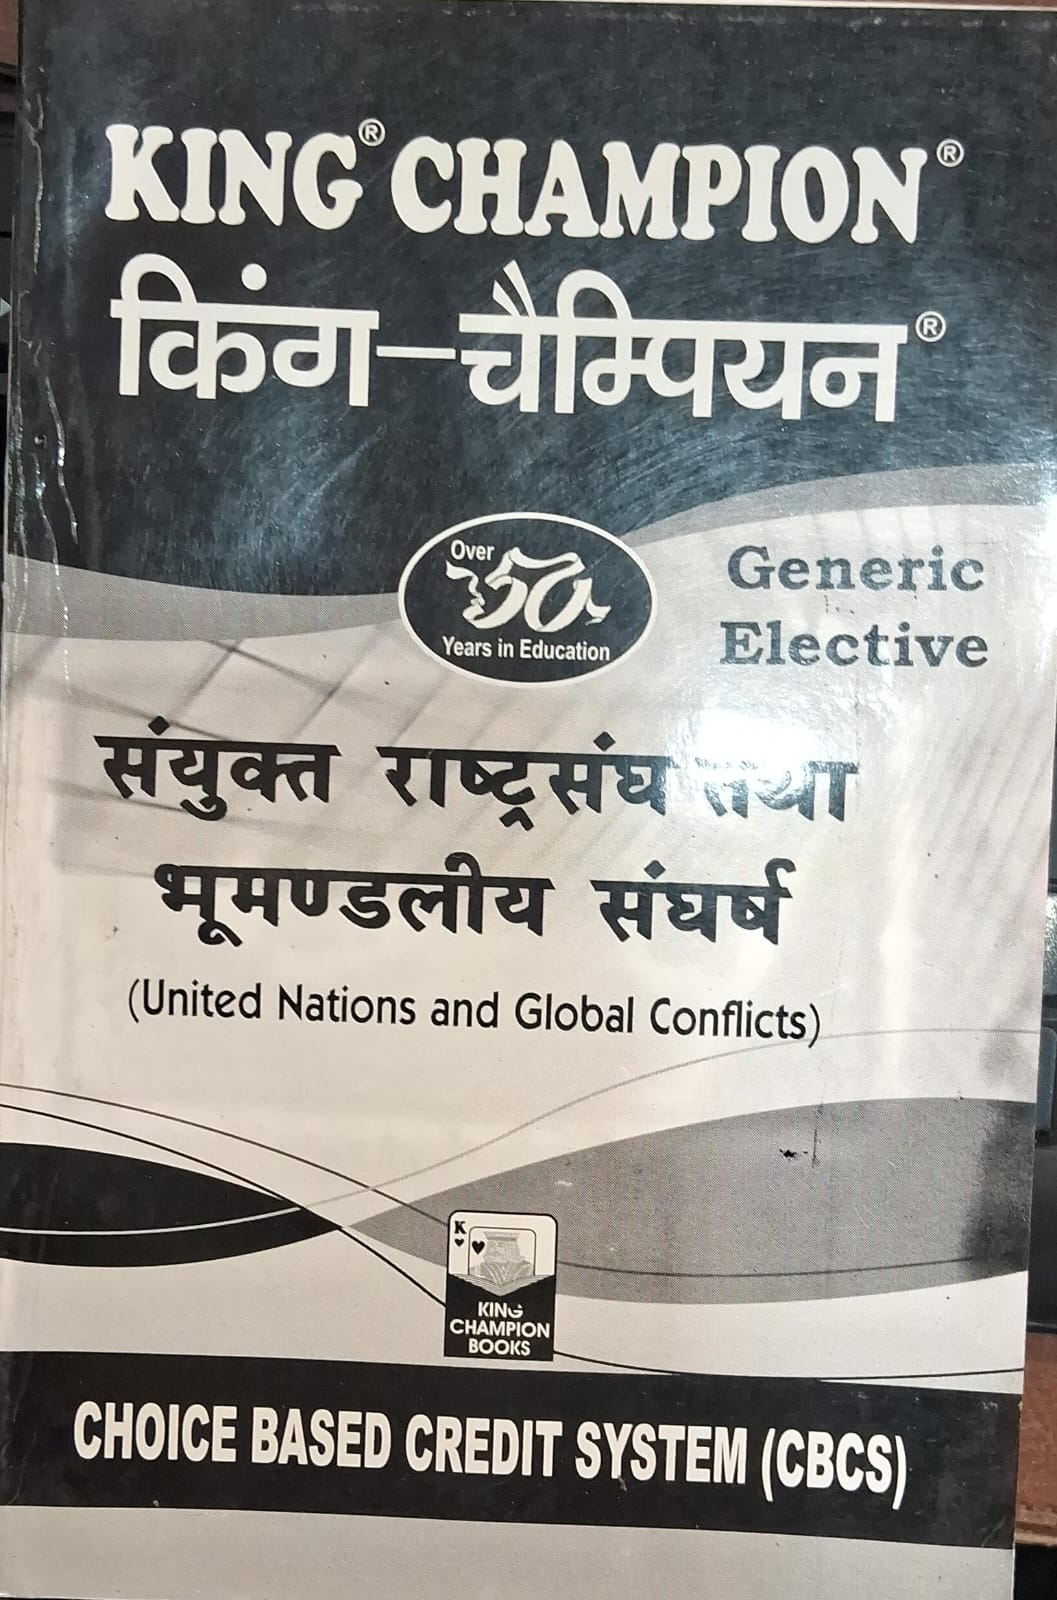 KING® CHAMPION®
किंग–चैम्पियन®
Over
50
Years in Education
Generic
Elective
संयुक्त राष्ट्रसंघ तथा
भूमण्डलीय संघर्ष
(United Nations and Global Conflicts)
K
KING
CHAMPION
BOOKS
CHOICE BASED CREDIT SYSTEM (CBCS)